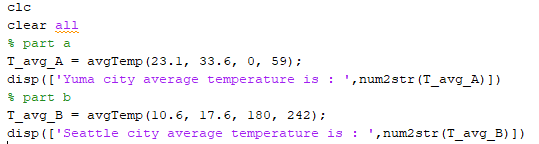 clc
clear all
% part a
T_avg_A = avgTemp(23.1, 33.6, 0, 59);
disp(['Yuma city average temperature is : ',num2str(T_avg_A)])
% part b
T_avg_B = avgTemp(10.6, 17.6, 180, 242);
disp(['Seattle city average temperature is : ',num2str(T_avg_B)])